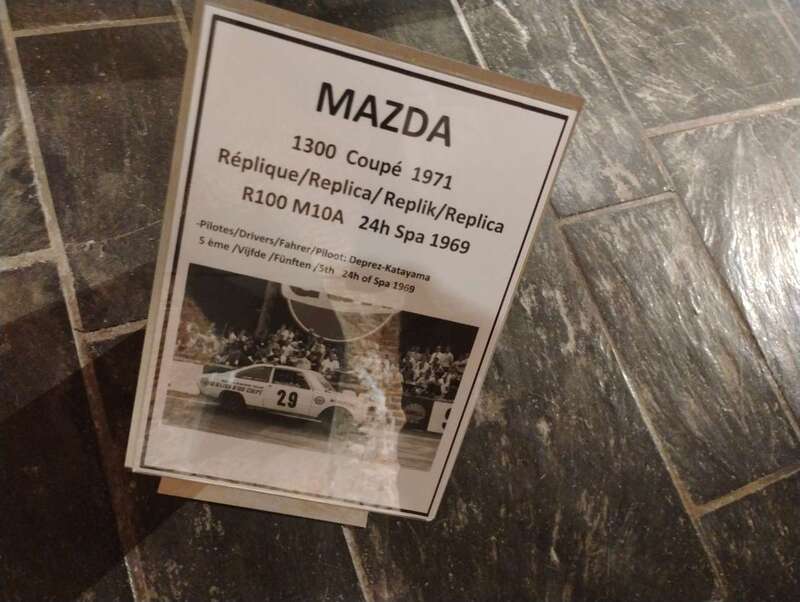 MAZDA
1300 Coupé 1971
Réplique/Replica/ Replik/Replica
R100 M10A 24h Spa 1969
-Pilotes/Drivers/Fahrer/Piloot: Deprez-Katayama
5 ème /Vijfde /Fünften /5th 24h of Spa 1969
29